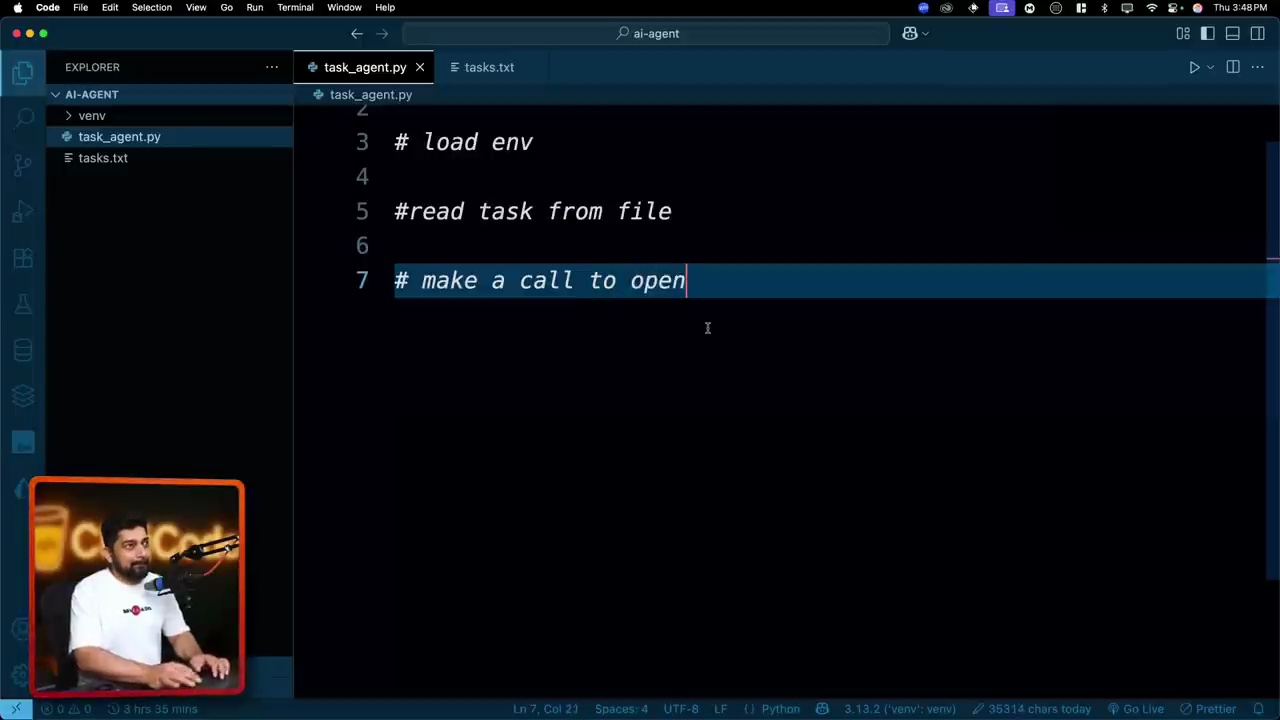 Code File Edit Selection View Go Run Terminal Window Help Thu 3:48 PM
ai-agent
EXPLORER
task_agent.py
tasks.txt
AI-AGENT
task_agent.py
venv
task_agent.py
tasks.txt
2
3 # load env
4
5 #read task from file
6
7 # make a call to open
0 0 3 hrs 35 mins Ln 7, Col 21 Spaces: 4 UTF-8 LF {} Python 3.13.2 ('venv': venv) 35314 chars today Go Live Prettier